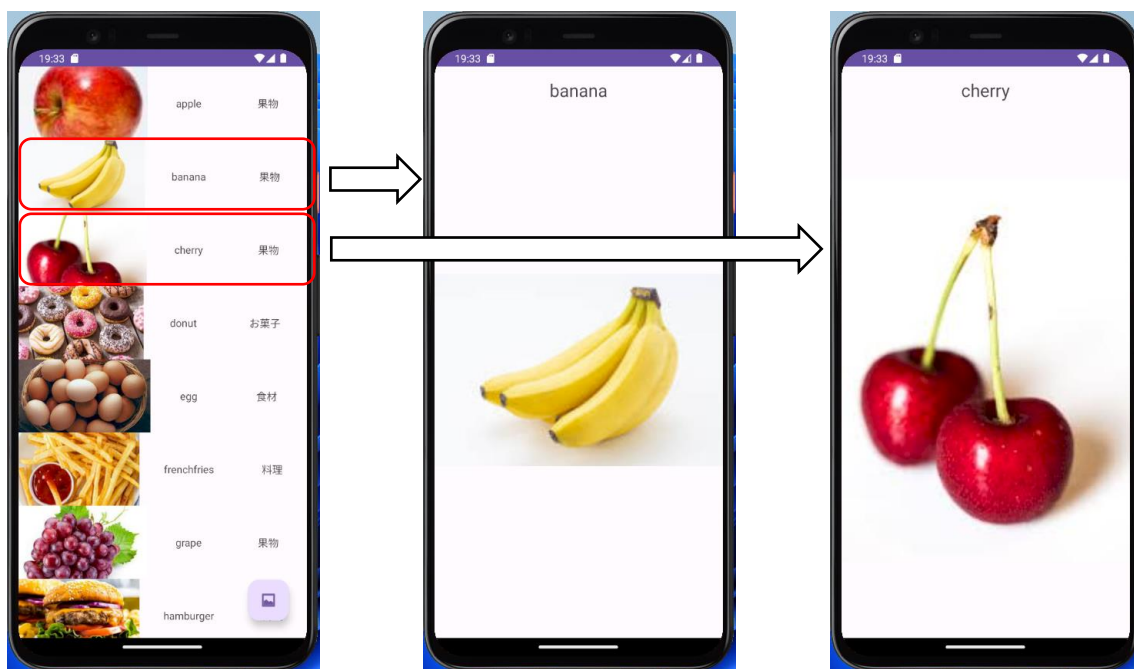 19:33
apple 果物
banana 果物
cherry 果物
donut お菓子
egg 食材
frenchfries 料理
grape 果物
hamburger
19:33
banana
19:33
cherry